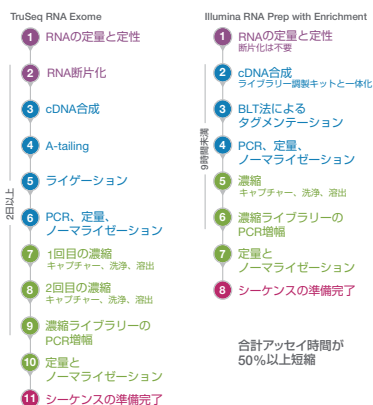 TruSeq RNA Exome
1 RNAの定量と定性
2 RNA断片化
3 cDNA合成
4 A-tailing
5 ライゲーション
6 PCR、定量、
ノーマライゼーション
7 1回目の濃縮
キャプチャー、洗浄、溶出
8 2回目の濃縮
キャプチャー、洗浄、溶出
9 濃縮ライブラリーの
PCR増幅
10 定量と
ノーマライゼーション
11 シーケンスの準備完了
2日以上
Illumina RNA Prep with Enrichment
1 RNAの定量と定性
断片化は不要
2 cDNA合成
ライブラリー調製キットと一体化
3 BLT法による
タグメンテーション
4 PCR、定量、
ノーマライゼーション
5 濃縮
キャプチャー、洗浄、溶出
6 濃縮ライブラリーの
PCR増幅
7 定量と
ノーマライゼーション
8 シーケンスの準備完了
9時間未満
合計アッセイ時間が
50%以上短縮